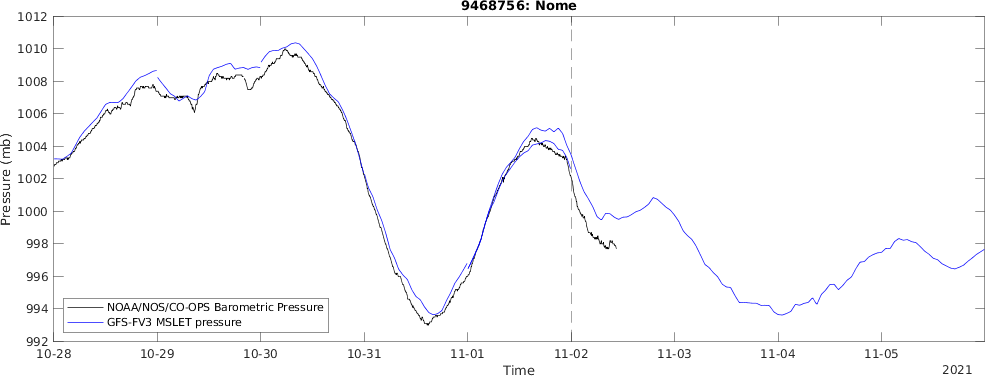 9468756: Nome
1012
1010
1008
1006
1004
1002
1000
998
996
994
992
Pressure (mb)
NOAA/NOS/CO-OPS Barometric Pressure
GFS-FV3 MSLET pressure
10-28 10-29 10-30 10-31 11-01 11-02 11-03 11-04 11-05
Time
2021